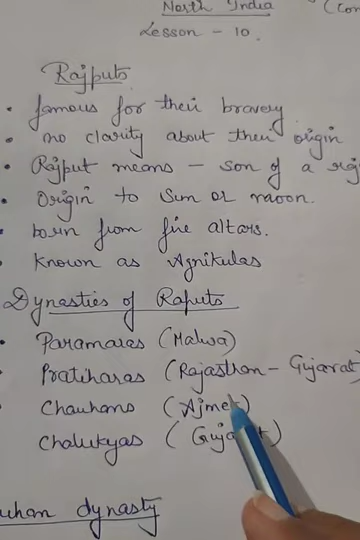 North India
Lesson - 10.
Rajputs
• famous for their bravery
• no clarity about their origin
• Rajput means - son of a
• Origin to Sun or moon.
• born from fire altars.
• known as Agnikulas
Dynasties of Raputs
• Paramaras (Malwa)
• Pratiharas (Rajasthan - Gujarat
• Chauhans (Ajmer)
Chalukyas (
dynasty